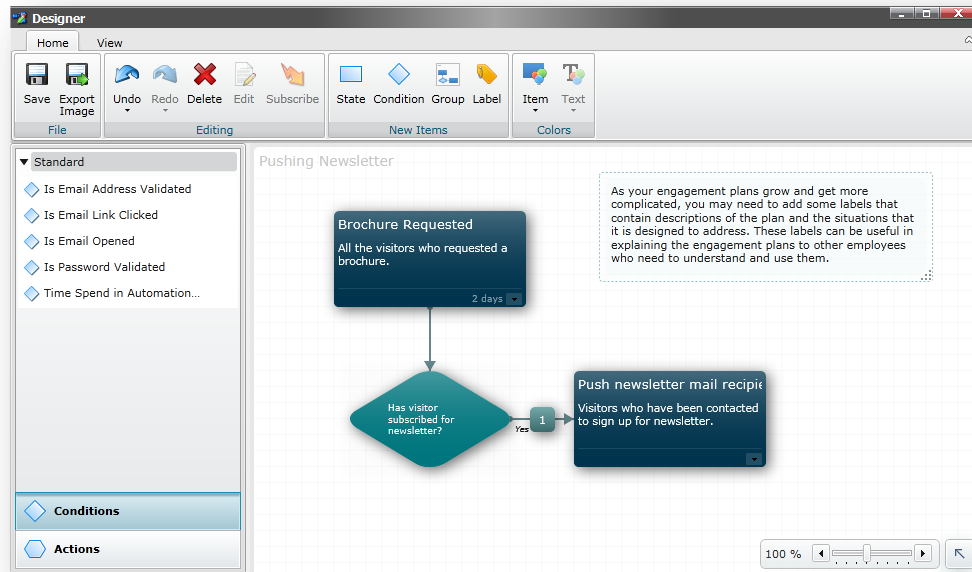 Designer
Home View
Save Export Image Undo Redo Delete Edit Subscribe State Condition Group Label Item Text
File Editing New Items Colors
Standard
Is Email Address Validated
Is Email Link Clicked
Is Email Opened
Is Password Validated
Time Spend in Automation...
Conditions
Actions
Pushing Newsletter
Brochure Requested
All the visitors who requested a
brochure.
2 days
As your engagement plans grow and get more
complicated, you may need to add some labels that
contain descriptions of the plan and the situations that
it is designed to address. These labels can be useful in
explaining the engagement plans to other employees
who need to understand and use them.
Has visitor
subscribed for
newsletter?
Yes
1
Push newsletter mail recipie
Visitors who have been contacted
to sign up for newsletter.
100 %